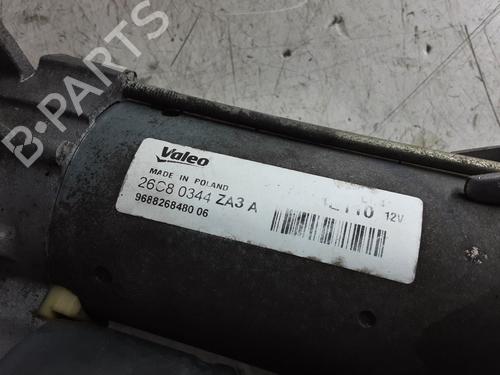 B-PARTS
Valeo
MADE IN POLAND
26C8 0344 ZA3 A
9688268480 06
12V